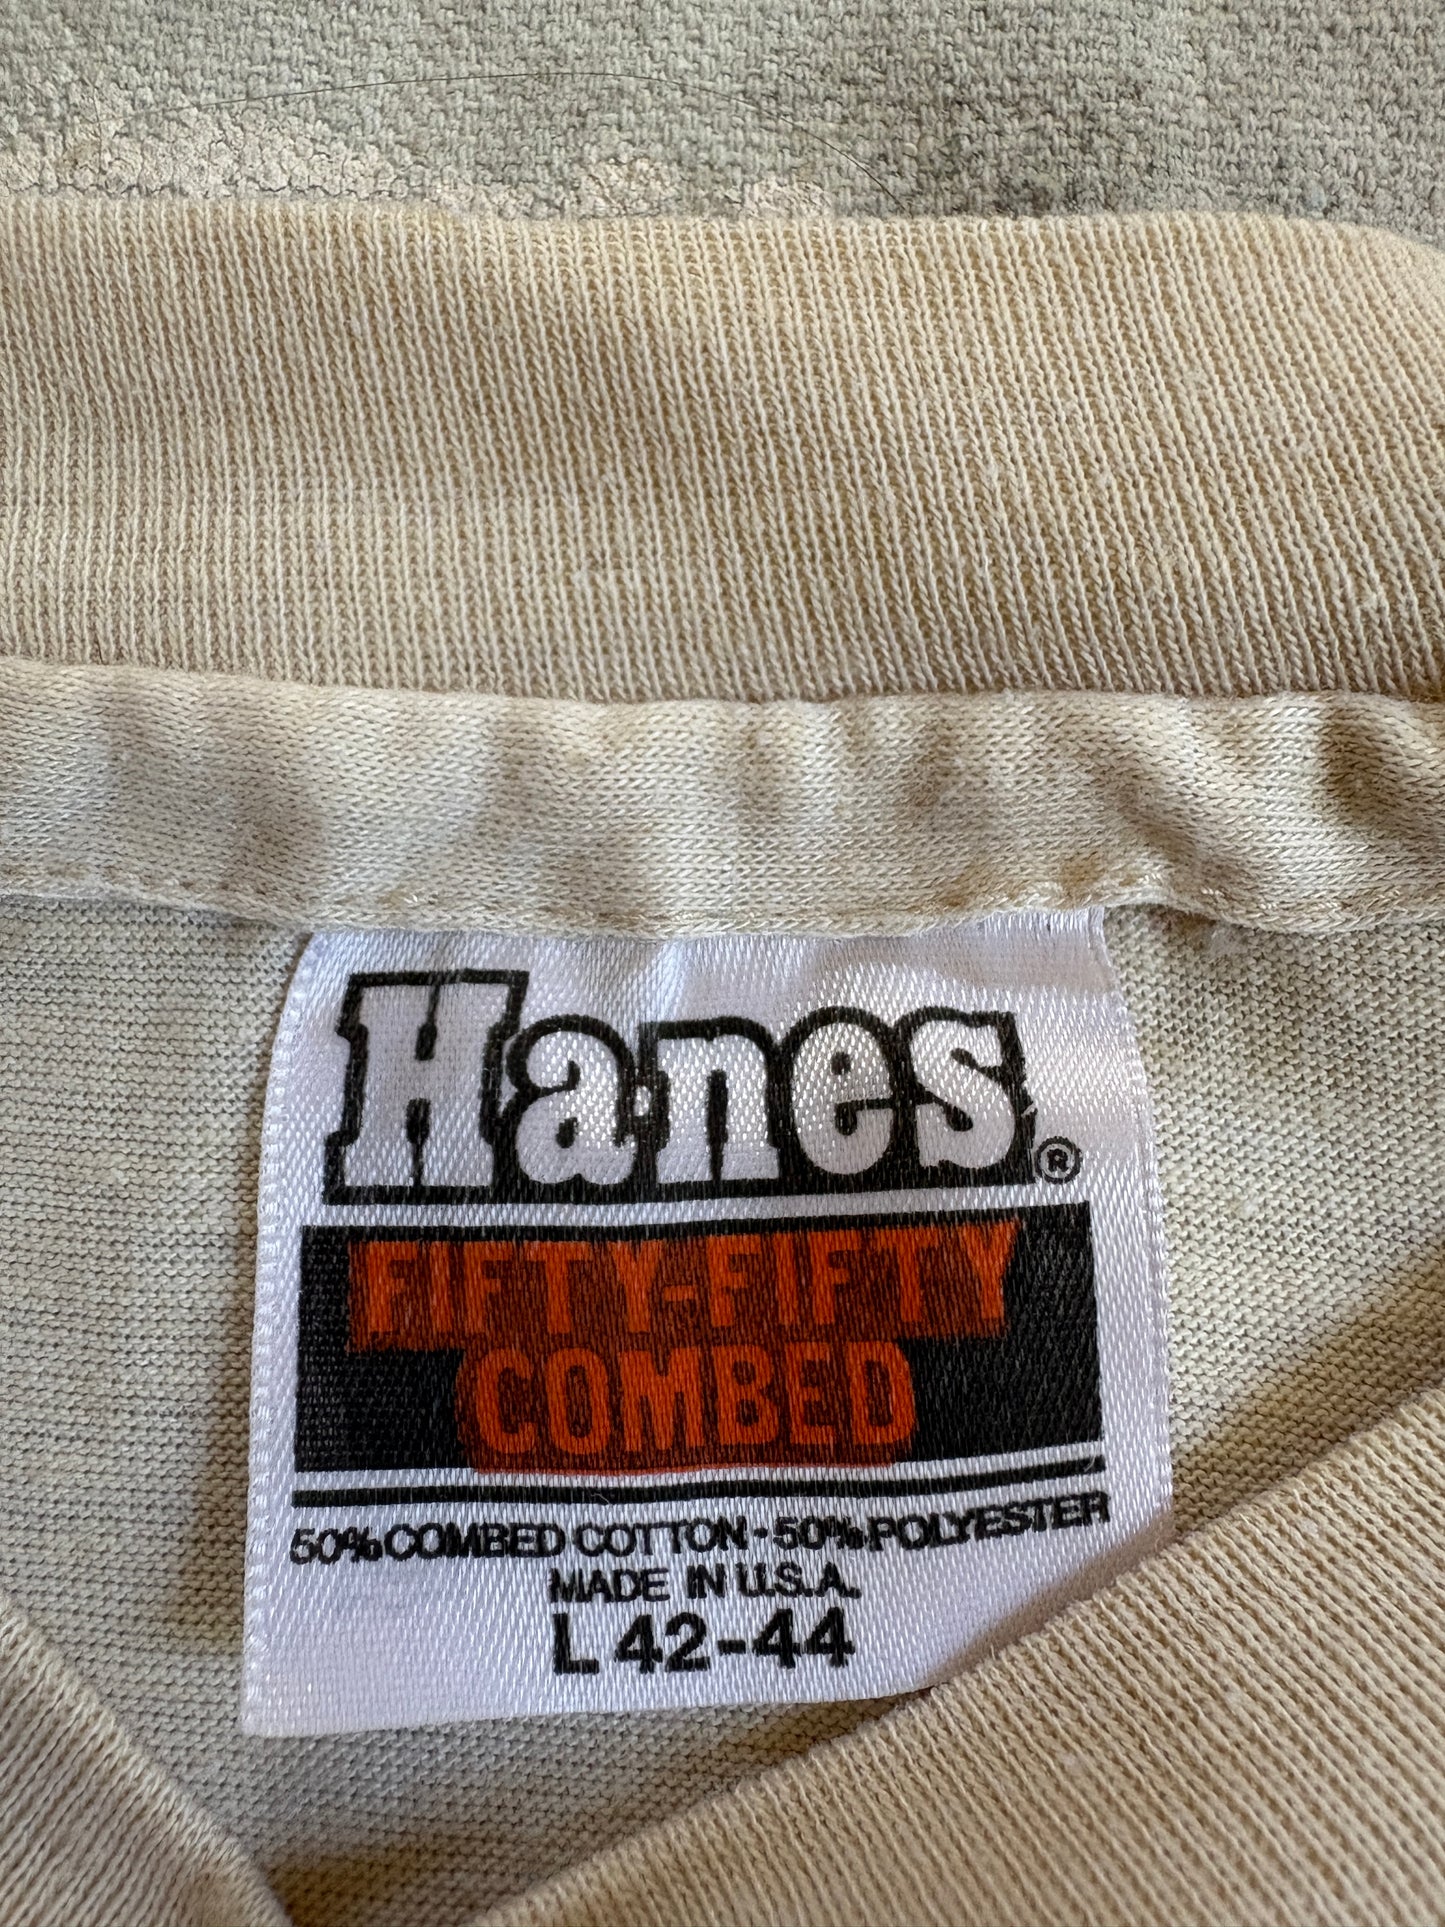 Hanes®
FIFTY-FIFTY
COMBED
50% COMBED COTTON · 50% POLYESTER
MADE IN U.S.A.
L 42-44